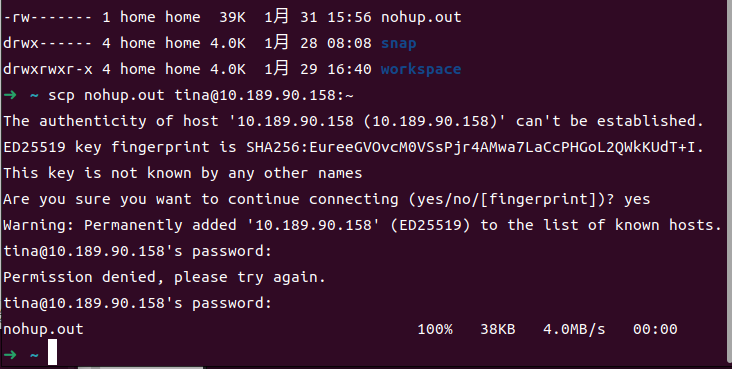 -rw------- 1 home home  39K  1月 31 15:56 nohup.out
drwx------ 4 home home 4.0K  1月 28 08:08 snap
drwxrwxr-x 4 home home 4.0K  1月 29 16:40 workspace
➜  ~ scp nohup.out tina@10.189.90.158:~
The authenticity of host '10.189.90.158 (10.189.90.158)' can't be established.
ED25519 key fingerprint is SHA256:EureeGVOvcM0VSsPjr4AMwa7LaCcPHGoL2QWkKUdT+I.
This key is not known by any other names
Are you sure you want to continue connecting (yes/no/[fingerprint])? yes
Warning: Permanently added '10.189.90.158' (ED25519) to the list of known hosts.
tina@10.189.90.158's password:
Permission denied, please try again.
tina@10.189.90.158's password:
nohup.out                                     100%   38KB   4.0MB/s   00:00
➜  ~